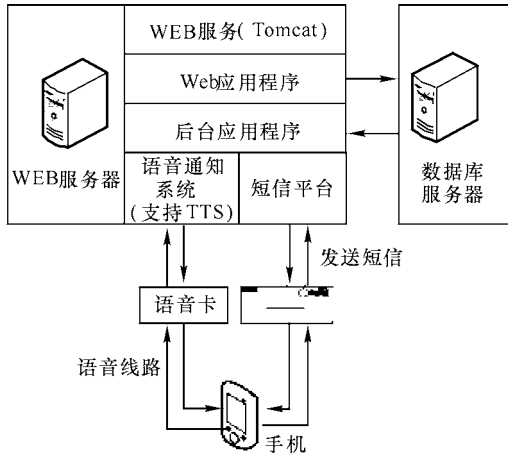 WEB服务(Tomcat)
Web应用程序
后台应用程序
WEB服务器
语音通知
系统
(支持TTS)
短信平台
数据库
服务器
发送短信
语音卡
语音线路
手机